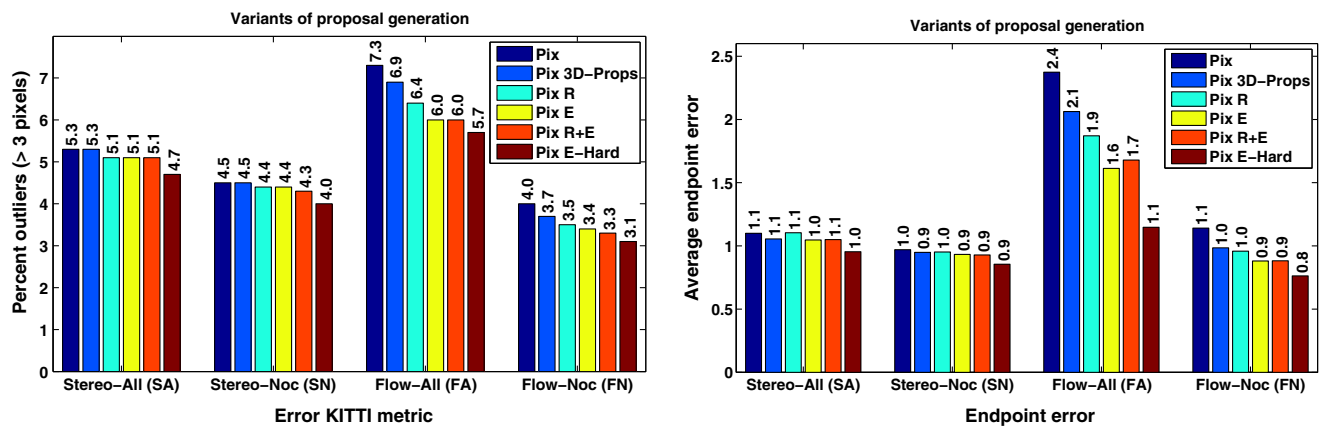 Variants of proposal generation
Percent outliers (> 3 pixels)
7
6
5
4
3
2
1
0
5.3 5.3 5.1 5.1 5.1 4.7
4.5 4.5 4.4 4.4 4.3 4.0
7.3 6.9 6.4 6.0 6.0 5.7
4.0 3.7 3.5 3.4 3.3 3.1
Pix
Pix 3D-Props
Pix R
Pix E
Pix R+E
Pix E-Hard
Stereo-All (SA) Stereo-Noc (SN) Flow-All (FA) Flow-Noc (FN)
Error KITTI metric
Variants of proposal generation
Average endpoint error
2.5
2
1.5
1
0.5
0
1.1 1.1 1.1 1.0 1.1 1.0
1.0 0.9 1.0 0.9 0.9 0.9
2.4 2.1 1.9 1.6 1.7 1.1
1.1 1.0 1.0 0.9 0.9 0.8
Pix
Pix 3D-Props
Pix R
Pix E
Pix R+E
Pix E-Hard
Stereo-All (SA) Stereo-Noc (SN) Flow-All (FA) Flow-Noc (FN)
Endpoint error